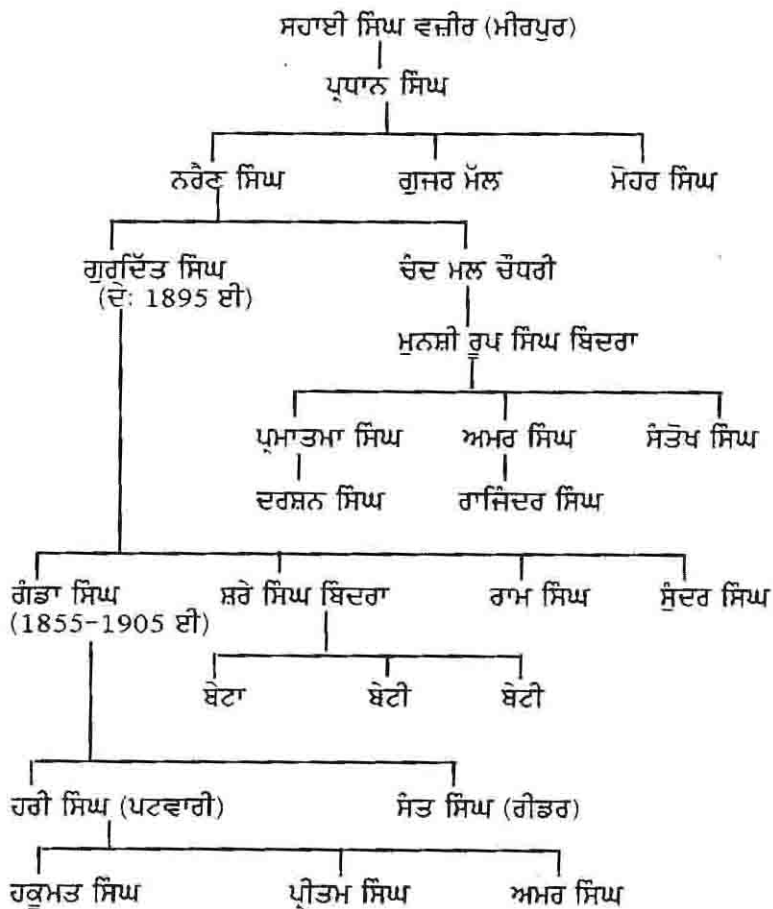 ਸਹਾਈ ਸਿੰਘ ਵਜ਼ੀਰ (ਮੀਰਪੁਰ)
ਪ੍ਰਧਾਨ ਸਿੰਘ
ਨਰੈਣ ਸਿੰਘ ਗੁਜਰ ਮੱਲ ਮੋਹਰ ਸਿੰਘ
ਗੁਰਦਿੱਤ ਸਿੰਘ ਚੰਦ ਮਲ ਚੌਧਰੀ
(ਦੇ: 1895 ਈ)
ਮੁਨਸ਼ੀ ਰੂਪ ਸਿੰਘ ਬਿੰਦਰਾ
ਪ੍ਰਮਾਤਮਾ ਸਿੰਘ ਅਮਰ ਸਿੰਘ ਸੰਤੋਖ ਸਿੰਘ
ਦਰਸ਼ਨ ਸਿੰਘ ਰਾਜਿੰਦਰ ਸਿੰਘ
ਗੰਡਾ ਸਿੰਘ ਸ਼ਰੇ ਸਿੰਘ ਬਿੰਦਰਾ ਰਾਮ ਸਿੰਘ ਸੁੰਦਰ ਸਿੰਘ
(1855-1905 ਈ)
ਬੇਟਾ ਬੇਟੀ ਬੇਟੀ
ਹਰੀ ਸਿੰਘ (ਪਟਵਾਰੀ) ਸੰਤ ਸਿੰਘ (ਰੀਡਰ)
ਹਕੂਮਤ ਸਿੰਘ ਪ੍ਰੀਤਮ ਸਿੰਘ ਅਮਰ ਸਿੰਘ